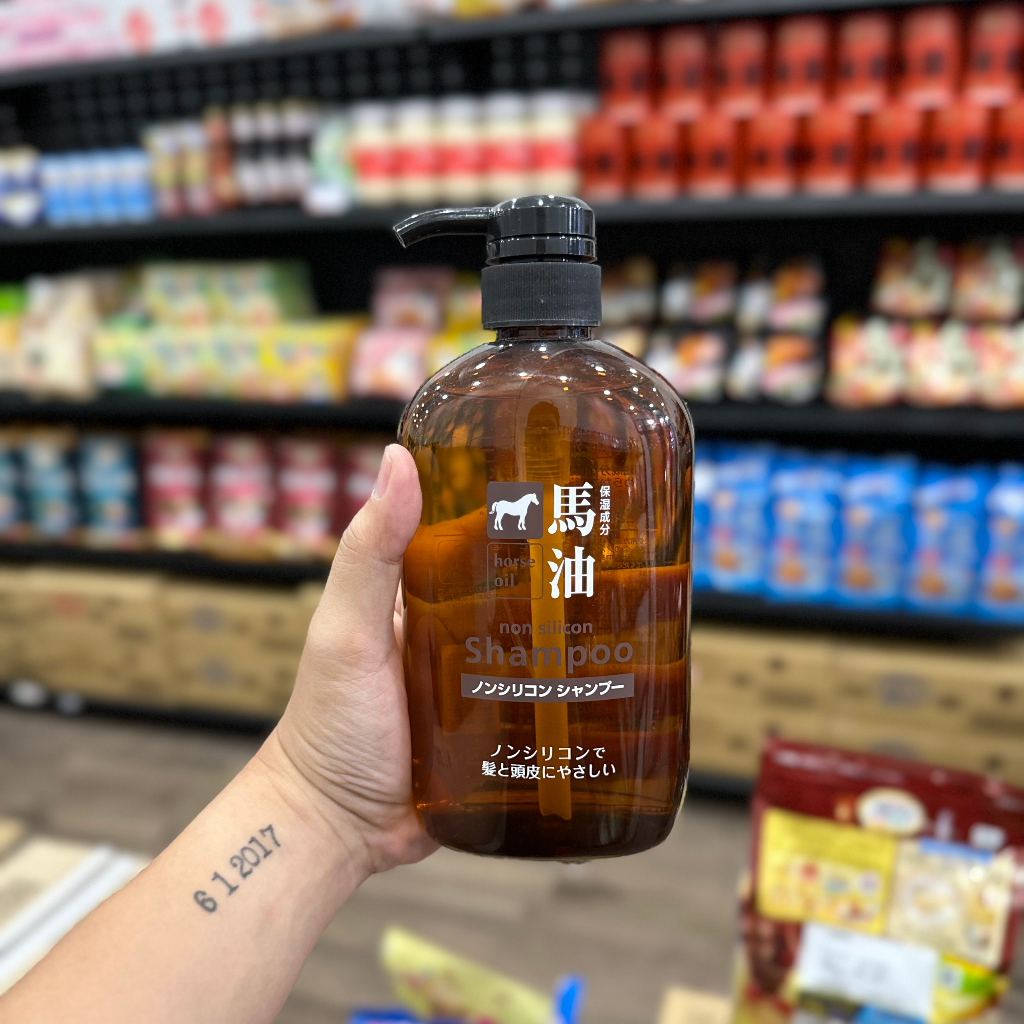 馬油
保湿成分
horse
oil
non silicon
Shampoo
ノンシリコン シャンプー
ノンシリコンで
髪と頭皮にやさしい
6 1 2017